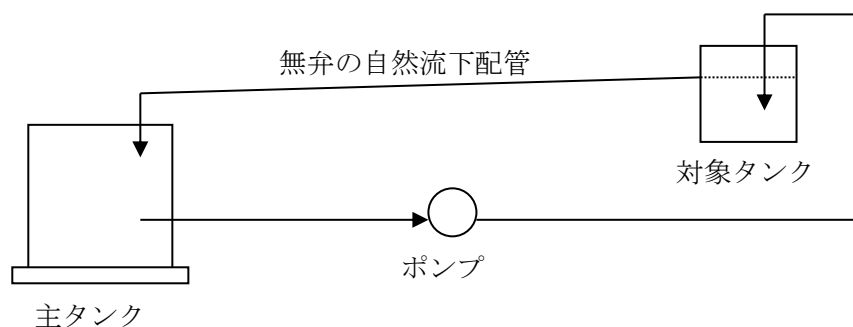 無弁の自然流下配管
対象タンク
ポンプ
主タンク